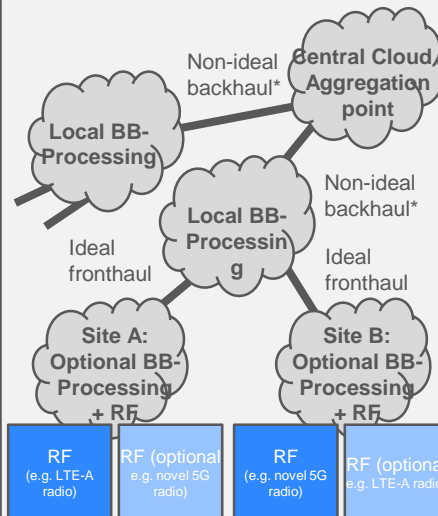 Non-ideal
backhaul*
Central Cloud/
Aggregation
point
Local BB-
Processing
Non-ideal
backhaul*
Local BB-
Processin
g
Ideal
fronthaul
Ideal
fronthaul
Site A:
Optional BB-
Processing
+ RF
Site B:
Optional BB-
Processing
+ RF
RF
(e.g. LTE-A
radio)
RF (optional
e.g. novel 5G
radio)
RF
(e.g. novel 5G
radio)
RF (optional
e.g. LTE-A radio)